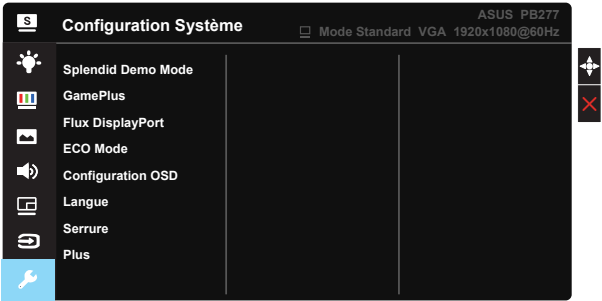 S
Configuration Système
ASUS PB277
Mode Standard VGA 1920x1080@60Hz
Splendid Demo Mode
GamePlus
Flux DisplayPort
ECO Mode
Configuration OSD
Langue
Serrure
Plus